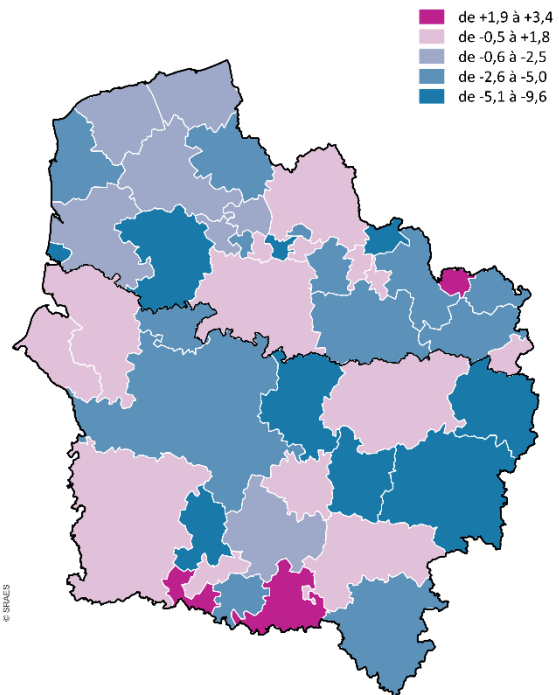 de +1,9 à +3,4
de -0,5 à +1,8
de -0,6 à -2,5
de -2,6 à -5,0
de -5,1 à -9,6
© SRAES